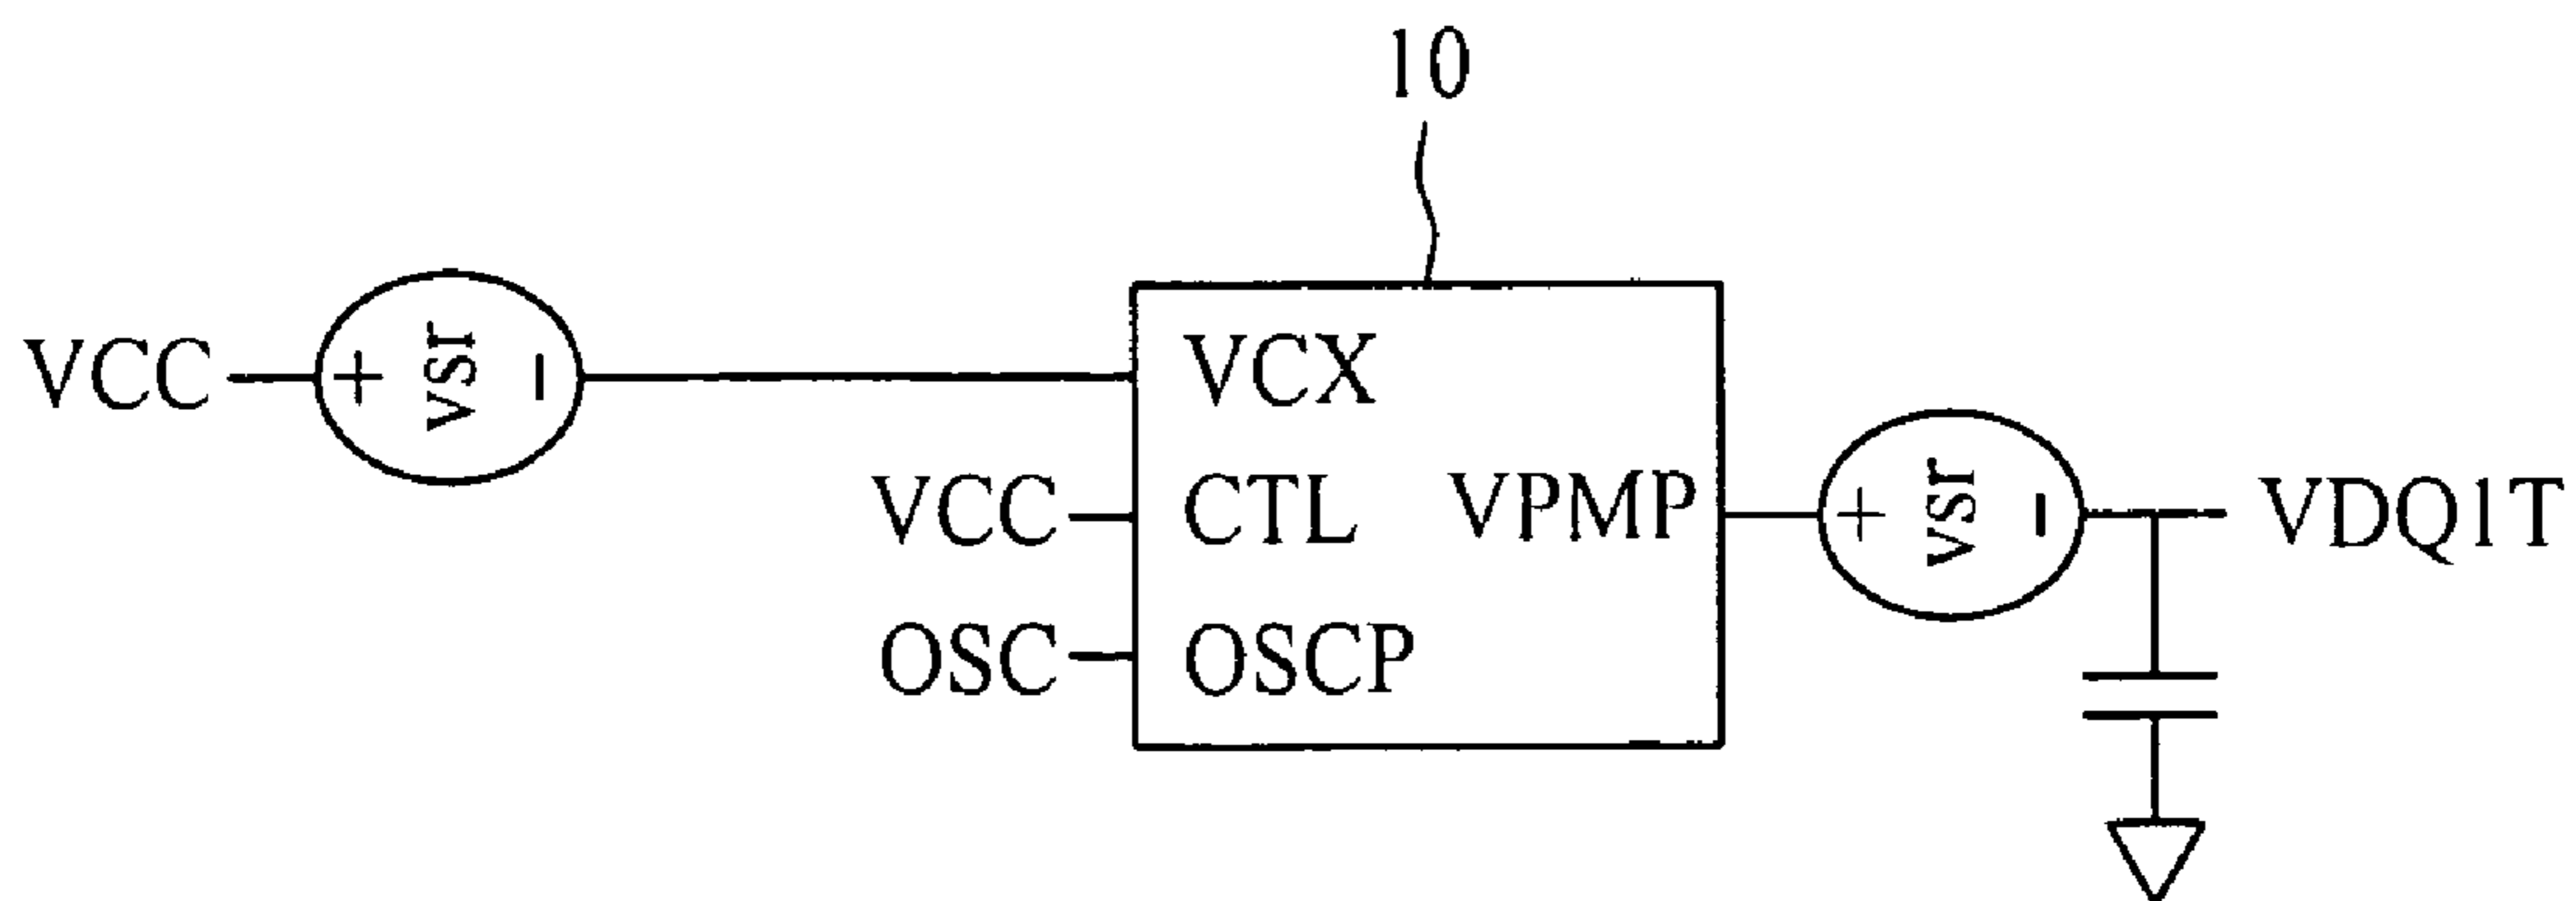 10
VCC + vsr − VCX
VCC CTL VPMP + vsr − VDQ1T
OSC OSCP